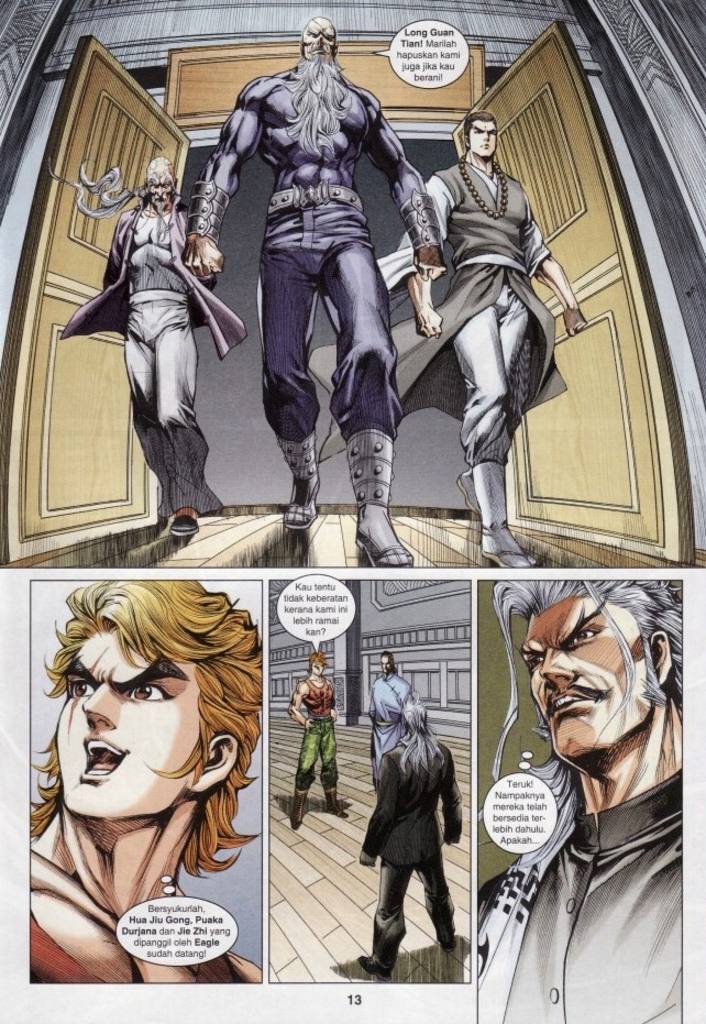 Long Guan
Tian! Marilah
hapuskan kami
juga jika kau
berani!
Kau tentu
tidak keberatan
kerana kami ini
lebih ramai
kan?
Bersyukurlah,
Hua Jiu Gong, Puaka
Durjana dan Jie Zhi yang
dipanggil oleh Eagle
sudah datang!
Teruk!
Nampaknya
mereka telah
bersedia ter-
lebih dahulu.
Apakah...
13